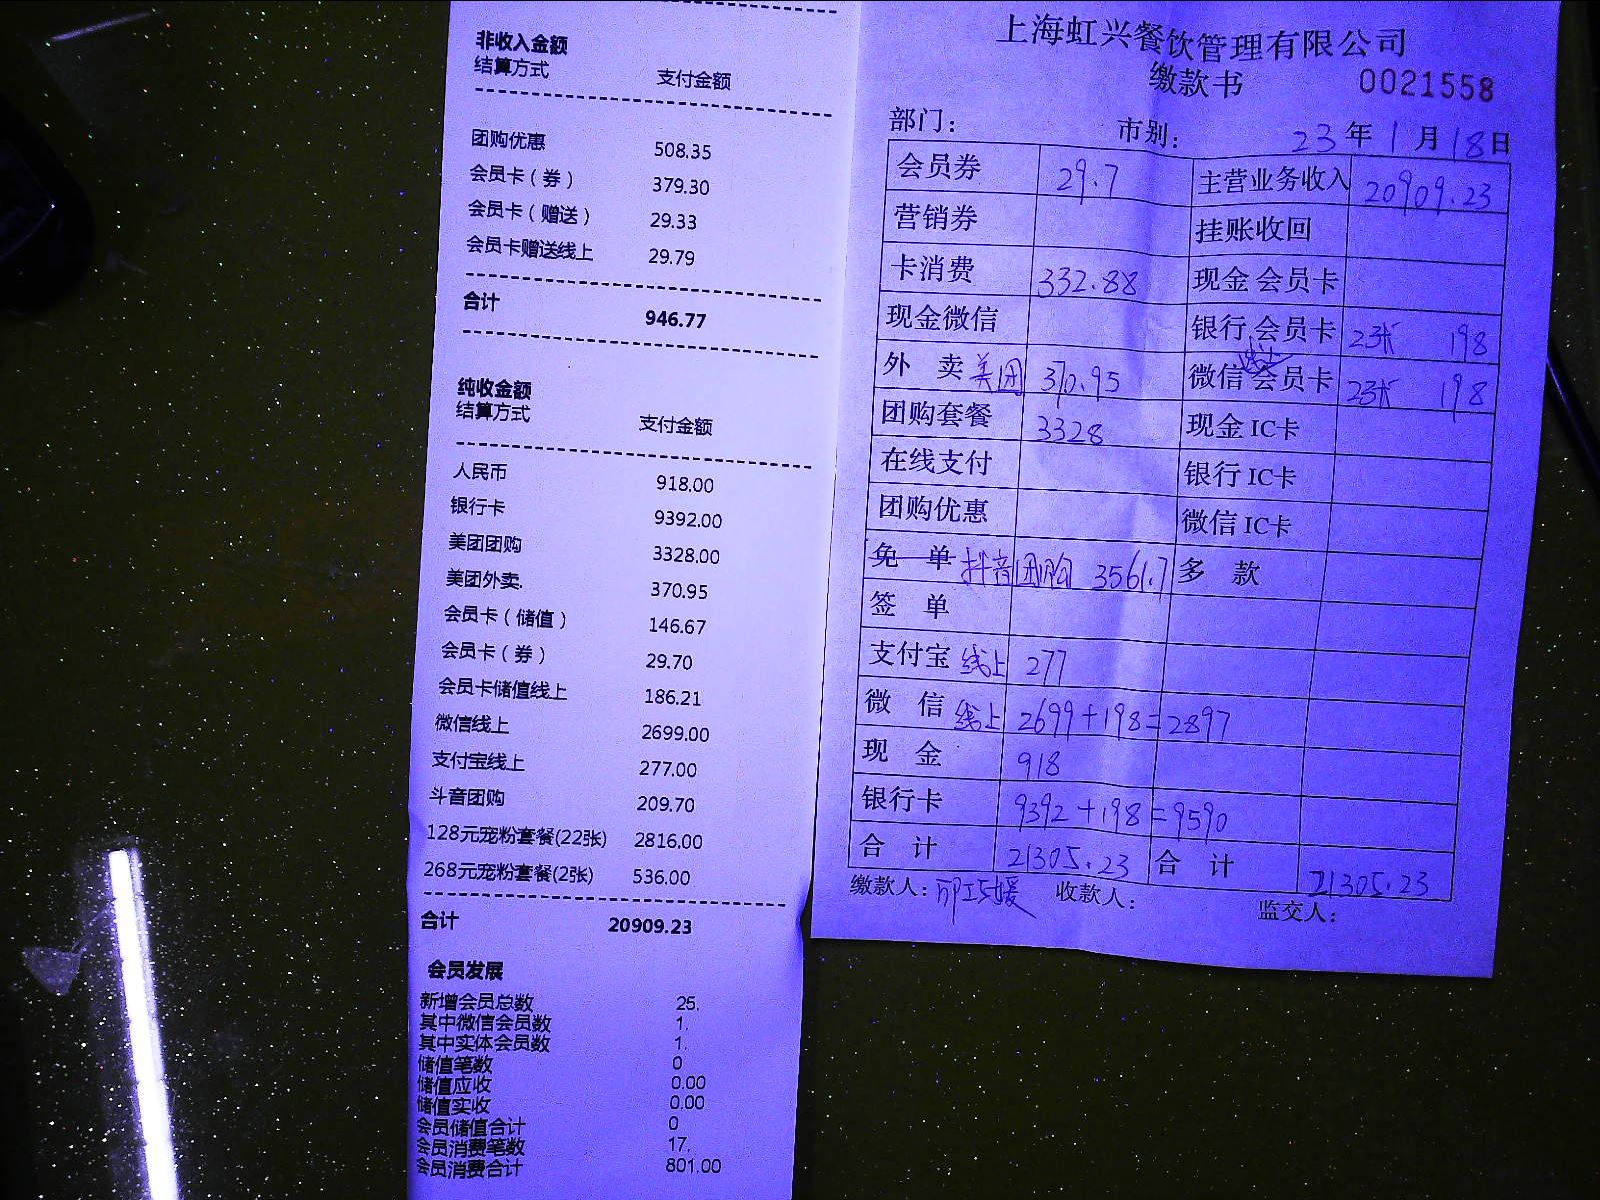 非收入金额
结算方式 支付金额
团购优惠 508.35
会员卡（券） 379.30
会员卡（赠送） 29.33
会员卡赠送线上 29.79
合计 946.77
纯收金额
结算方式 支付金额
人民币 918.00
银行卡 9392.00
美团团购 3328.00
美团外卖. 370.95
会员卡（储值） 146.67
会员卡（券） 29.70
会员卡储值线上 186.21
微信线上 2699.00
支付宝线上 277.00
斗音团购 209.70
128元宠粉套餐(22张) 2816.00
268元宠粉套餐(2张) 536.00
合计 20909.23
会员发展
新增会员总数 25.
其中微信会员数 1.
其中实体会员数 1.
储值笔数 0
储值应收 0.00
储值实收 0.00
会员储值合计 0
会员消费笔数 17.
会员消费合计 801.00
上海虹兴餐饮管理有限公司
缴款书 0021558
部门: 市别: 23年1月18日
会员券 29.7 主营业务收入 20909.23
营销券 挂账收回
卡消费 332.88 现金 会员卡
现金微信 银行 会员卡 23张 198
外 卖 美团 370.95 微信 线上 会员卡 23张 198
团购套餐 3328 现金 IC卡
在线支付 银行 IC卡
团购优惠 微信 IC卡
免 单 抖音团购 3561.7 多 款
签 单
支付宝 线上 277
微 信 线上 2699+198=2897
现 金 918
银行卡 9392+198=9590
合 计 21305.23 合 计 21305.23
缴款人: 收款人: 监交人: